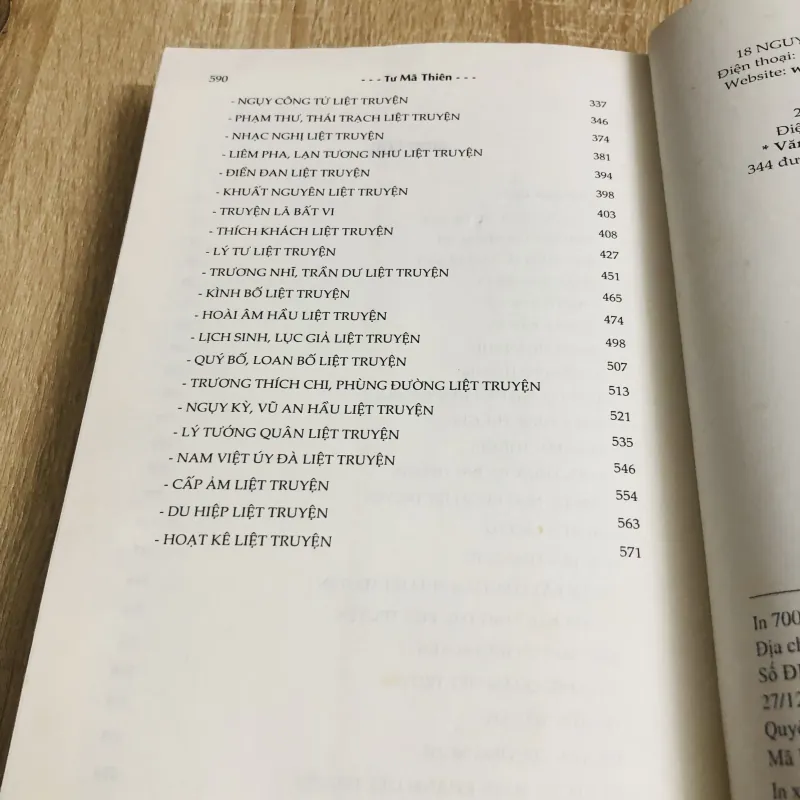 590
- - - Tư Mã Thiên - - -
- NGỤY CÔNG TỬ LIỆT TRUYỆN 337
- PHẠM THƯ, THÁI TRẠCH LIỆT TRUYỆN 346
- NHẠC NGHỊ LIỆT TRUYỆN 374
- LIÊM PHA, LẠN TƯƠNG NHƯ LIỆT TRUYỆN 381
- ĐIỀN ĐAN LIỆT TRUYỆN 394
- KHUẤT NGUYÊN LIỆT TRUYỆN 398
- TRUYỆN LÃ BẤT VI 403
- THÍCH KHÁCH LIỆT TRUYỆN 408
- LÝ TƯ LIỆT TRUYỆN 427
- TRƯƠNG NHĨ, TRẦN DƯ LIỆT TRUYỆN 451
- KÌNH BỐ LIỆT TRUYỆN 465
- HOÀI ÂM HẦU LIỆT TRUYỆN 474
- LỊCH SINH, LỤC GIẢ LIỆT TRUYỆN 498
- QUÝ BỐ, LOAN BỐ LIỆT TRUYỆN 507
- TRƯƠNG THÍCH CHI, PHÙNG ĐƯỜNG LIỆT TRUYỆN 513
- NGỤY KỲ, VŨ AN HẦU LIỆT TRUYỆN 521
- LÝ TƯỚNG QUÂN LIỆT TRUYỆN 535
- NAM VIỆT ÚY ĐÀ LIỆT TRUYỆN 546
- CẤP ẢM LIỆT TRUYỆN 554
- DU HIỆP LIỆT TRUYỆN 563
- HOẠT KÊ LIỆT TRUYỆN 571
18 NGUY
Điện thoại:
Website: w
2
Điệ
* Văn
344 đư
In 700
Địa ch
Số Đ
27/12
Quyế
Mã
In x